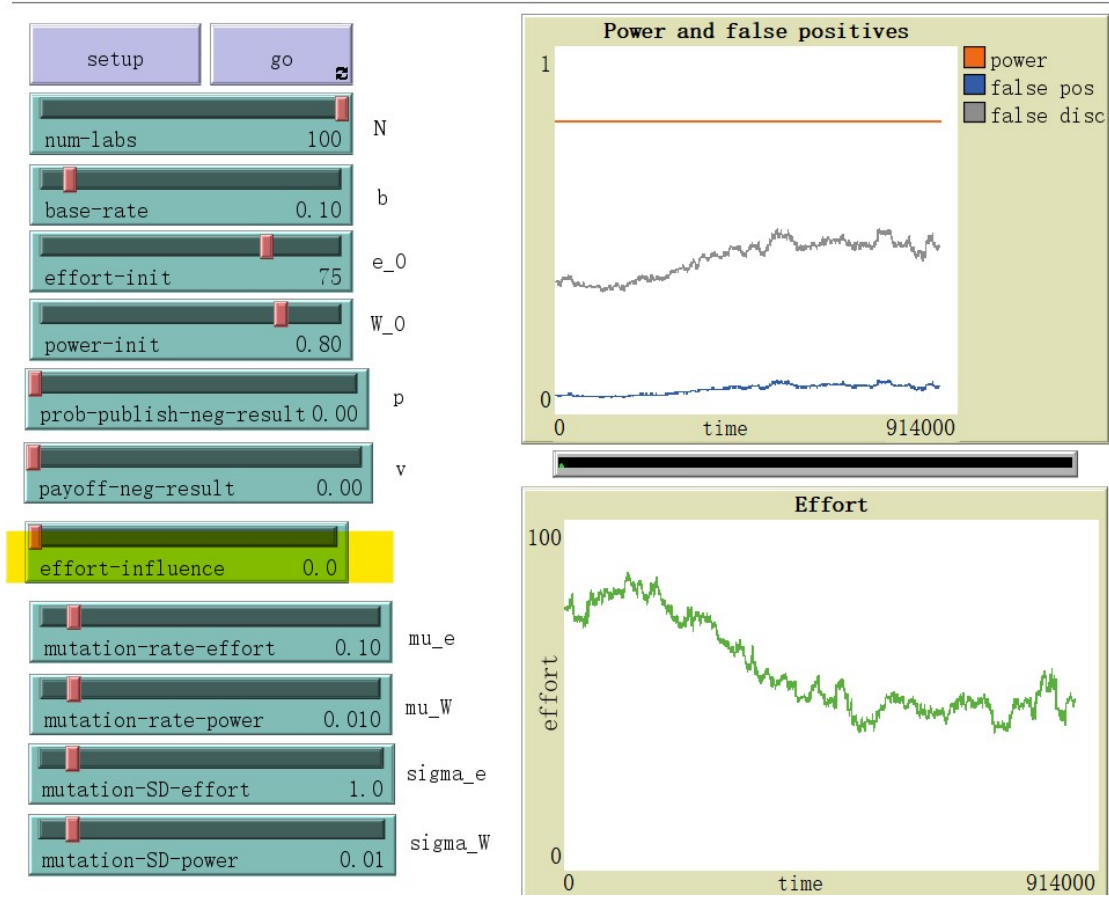 setup
go
num-labs 100
N
base-rate 0.10
b
effort-init 75
e_0
power-init 0.80
W_0
prob-publish-neg-result 0.00
p
payoff-neg-result 0.00
v
effort-influence 0.0
mutation-rate-effort 0.10
mu_e
mutation-rate-power 0.010
mu_W
mutation-SD-effort 1.0
sigma_e
mutation-SD-power 0.01
sigma_W
Power and false positives
1
0
0 time 914000
power
false pos
false disc
Effort
100
effort
0
0 time 914000